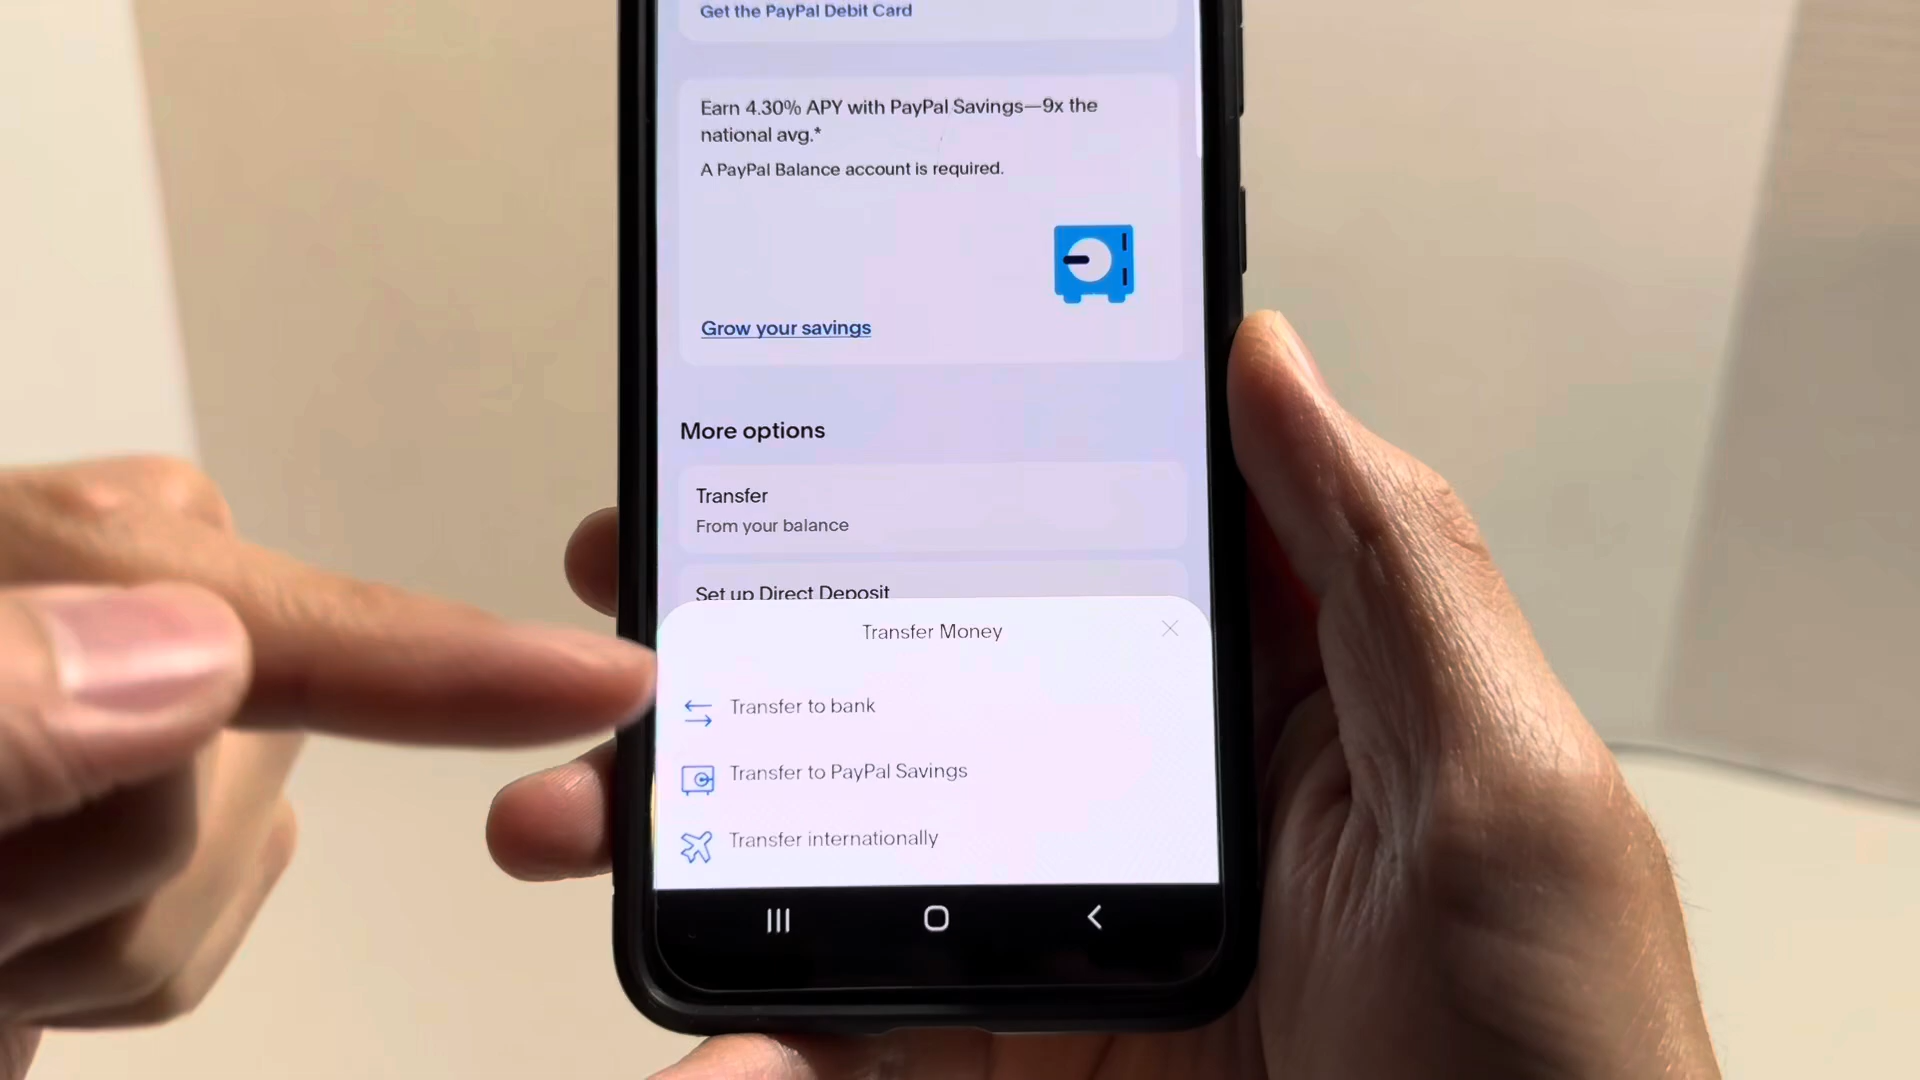 Get the PayPal Debit Card
Earn 4.30% APY with PayPal Savings—9x the
national avg.*
A PayPal Balance account is required.
Grow your savings
More options
Transfer
From your balance
Set up Direct Deposit
Transfer Money
Transfer to bank
Transfer to PayPal Savings
Transfer internationally